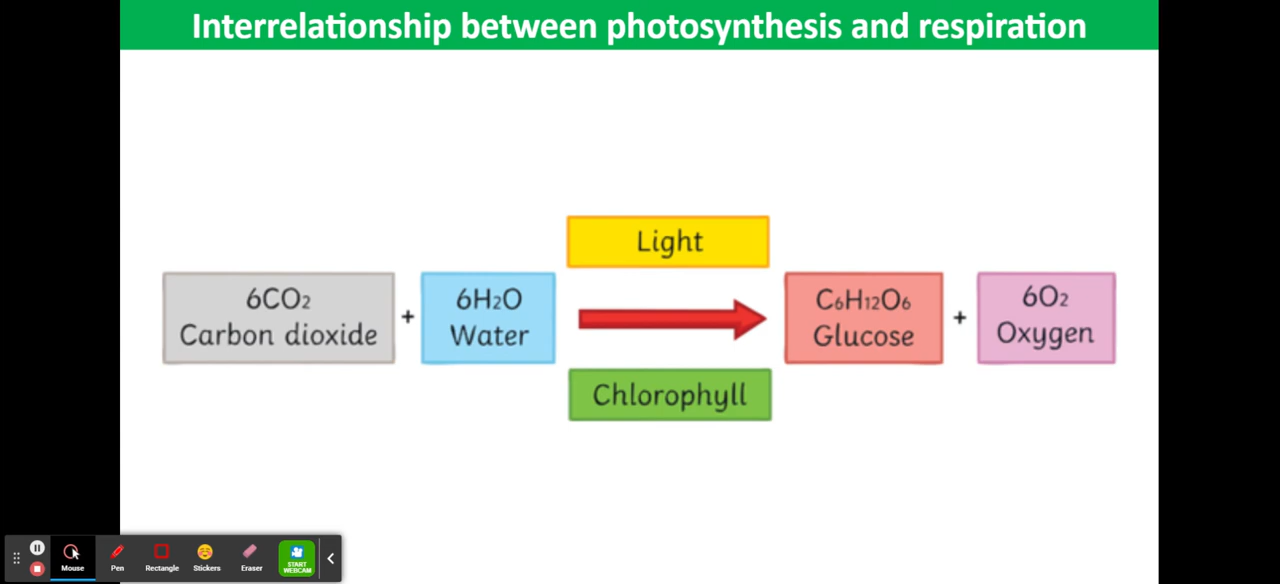 Interrelationship between photosynthesis and respiration
Light
6CO₂ + 6H₂O C₆H₁₂O₆ + 6O₂
Carbon dioxide Water Glucose Oxygen
Chlorophyll
Mouse Pen Rectangle Stickers Eraser START WEBCAM